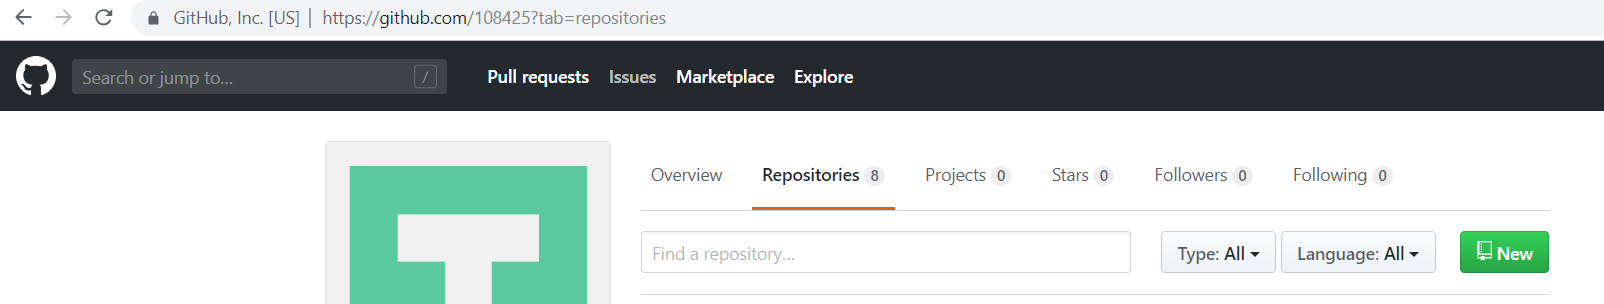 GitHub, Inc. [US] | https://github.com/108425?tab=repositories
Search or jump to... / Pull requests Issues Marketplace Explore
Overview Repositories 8 Projects 0 Stars 0 Followers 0 Following 0
Find a repository... Type: All Language: All New